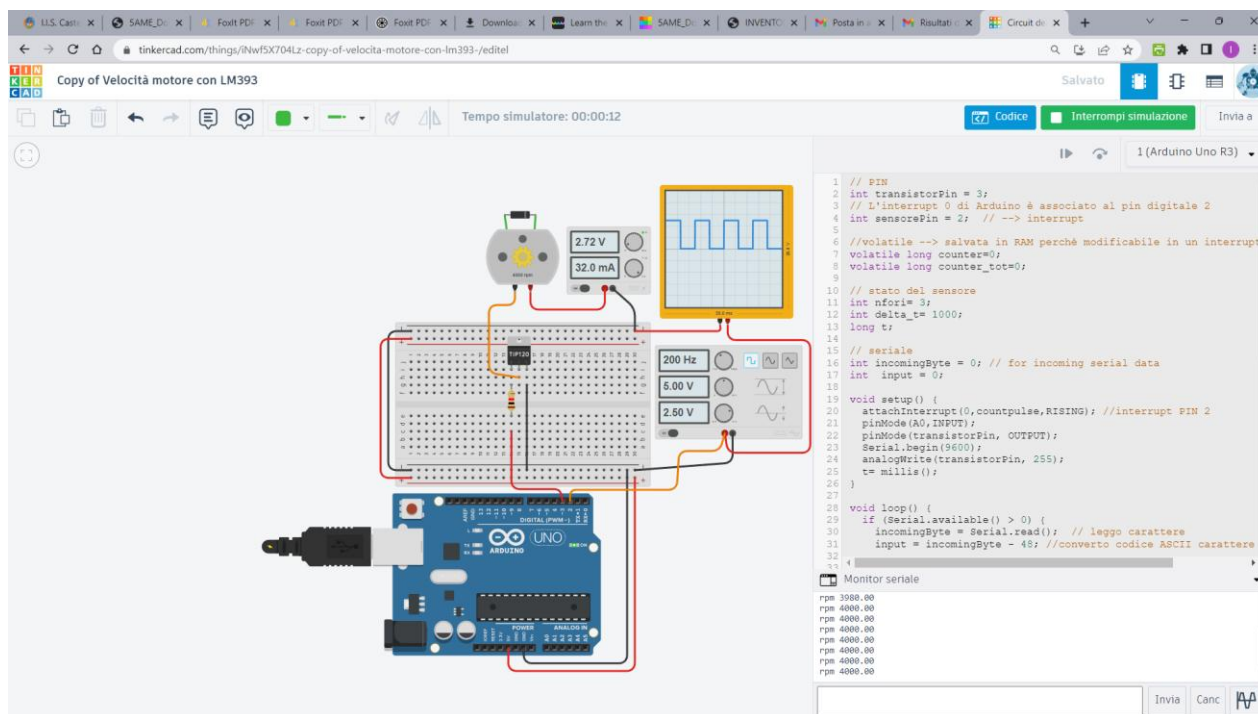 U.S. Caste
SAME_Do
FoxIt PDF
Foxit PDF
Foxit PDF
Download
Learn the
SAME_Do
INVENTO
Posta in a
Risultati c
Circuit de
tinkercad.com/things/iNwf5X704Lz-copy-of-velocita-motore-con-lm393-/editel
TIN
KER
CAD
Copy of Velocità motore con LM393
Salvato
Tempo simulatore: 00:00:12
Codice
Interrompi simulazione
Invia a
1 (Arduino Uno R3)
2.72 V
32.0 mA
4000 rpm
TIP120
200 Hz
5.00 V
2.50 V
DIGITAL (PWM~)
UNO
ARDUINO
POWER
ANALOG IN
1 // PIN
2 int transistorPin = 3;
3 // L'interrupt 0 di Arduino é associato al pin digitale 2
4 int sensorePin = 2; // --> interrupt
5
6 //volatile --> salvata in RAM perchè modificabile in un interrupt
7 volatile long counter=0;
8 volatile long counter_tot=0;
9
10 // stato del sensore
11 int nfori= 3;
12 int delta_t= 1000;
13 long t;
14
15 // seriale
16 int incomingByte = 0; // for incoming serial data
17 int input = 0;
18
19 void setup() {
20 attachInterrupt(0,countpulse,RISING); //interrupt PIN 2
21 pinMode(A0,INPUT);
22 pinMode(transistorPin, OUTPUT);
23 Serial.begin(9600);
24 analogWrite(transistorPin, 255);
25 t= millis();
26 }
27
28 void loop() {
29 if (Serial.available() > 0) {
30 incomingByte = Serial.read(); // leggo carattere
31 input = incomingByte - 48; //converto codice ASCII carattere
32
33
Monitor seriale
rpm 3980.00
rpm 4000.00
rpm 4000.00
rpm 4000.00
rpm 4000.00
rpm 4000.00
rpm 4000.00
rpm 4000.00
Invia
Canc